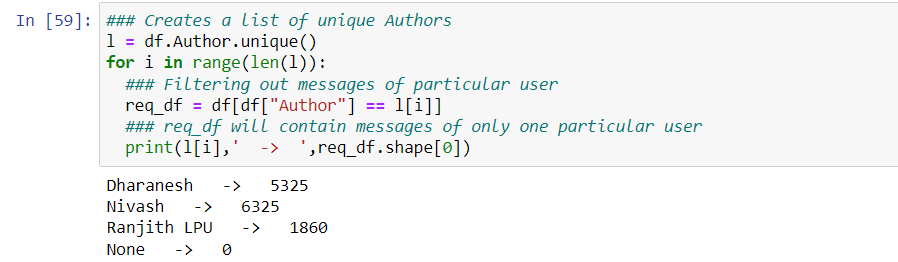 In [59]: ### Creates a list of unique Authors
l = df.Author.unique()
for i in range(len(l)):
  ### Filtering out messages of particular user
  req_df = df[df["Author"] == l[i]]
  ### req_df will contain messages of only one particular user
  print(l[i],'  ->  ',req_df.shape[0])
Dharanesh   ->   5325
Nivash   ->   6325
Ranjith LPU   ->   1860
None   ->   0